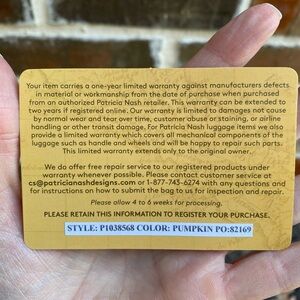 Your item carries a one-year limited warranty against manufacturers defects
in material or workmanship from the date of purchase when purchased
from an authorized Patricia Nash retailer. This warranty can be extended to
two years if registered online. Our warranty is limited to damages not cause
by normal wear and tear over time, customer abuse or staining, or airline
handling or other transit damage. For Patricia Nash luggage items we also
provide a limited warranty which covers all mechanical components of the
luggage such as handle and wheels and will be happy to repair such parts.
This limited warranty extends only to the original owner.
We do offer free repair service to our registered products under
warranty whenever possible. Please contact customer service at
cs@patricianashdesigns.com or 1-877-743-6274 with any questions and
for instructions on how to submit the bag to us for inspection and repair.
Please allow 4 to 6 weeks for processing.
PLEASE RETAIN THIS INFORMATION TO REGISTER YOUR PURCHASE.
STYLE: P1038568 COLOR: PUMPKIN PO:82169